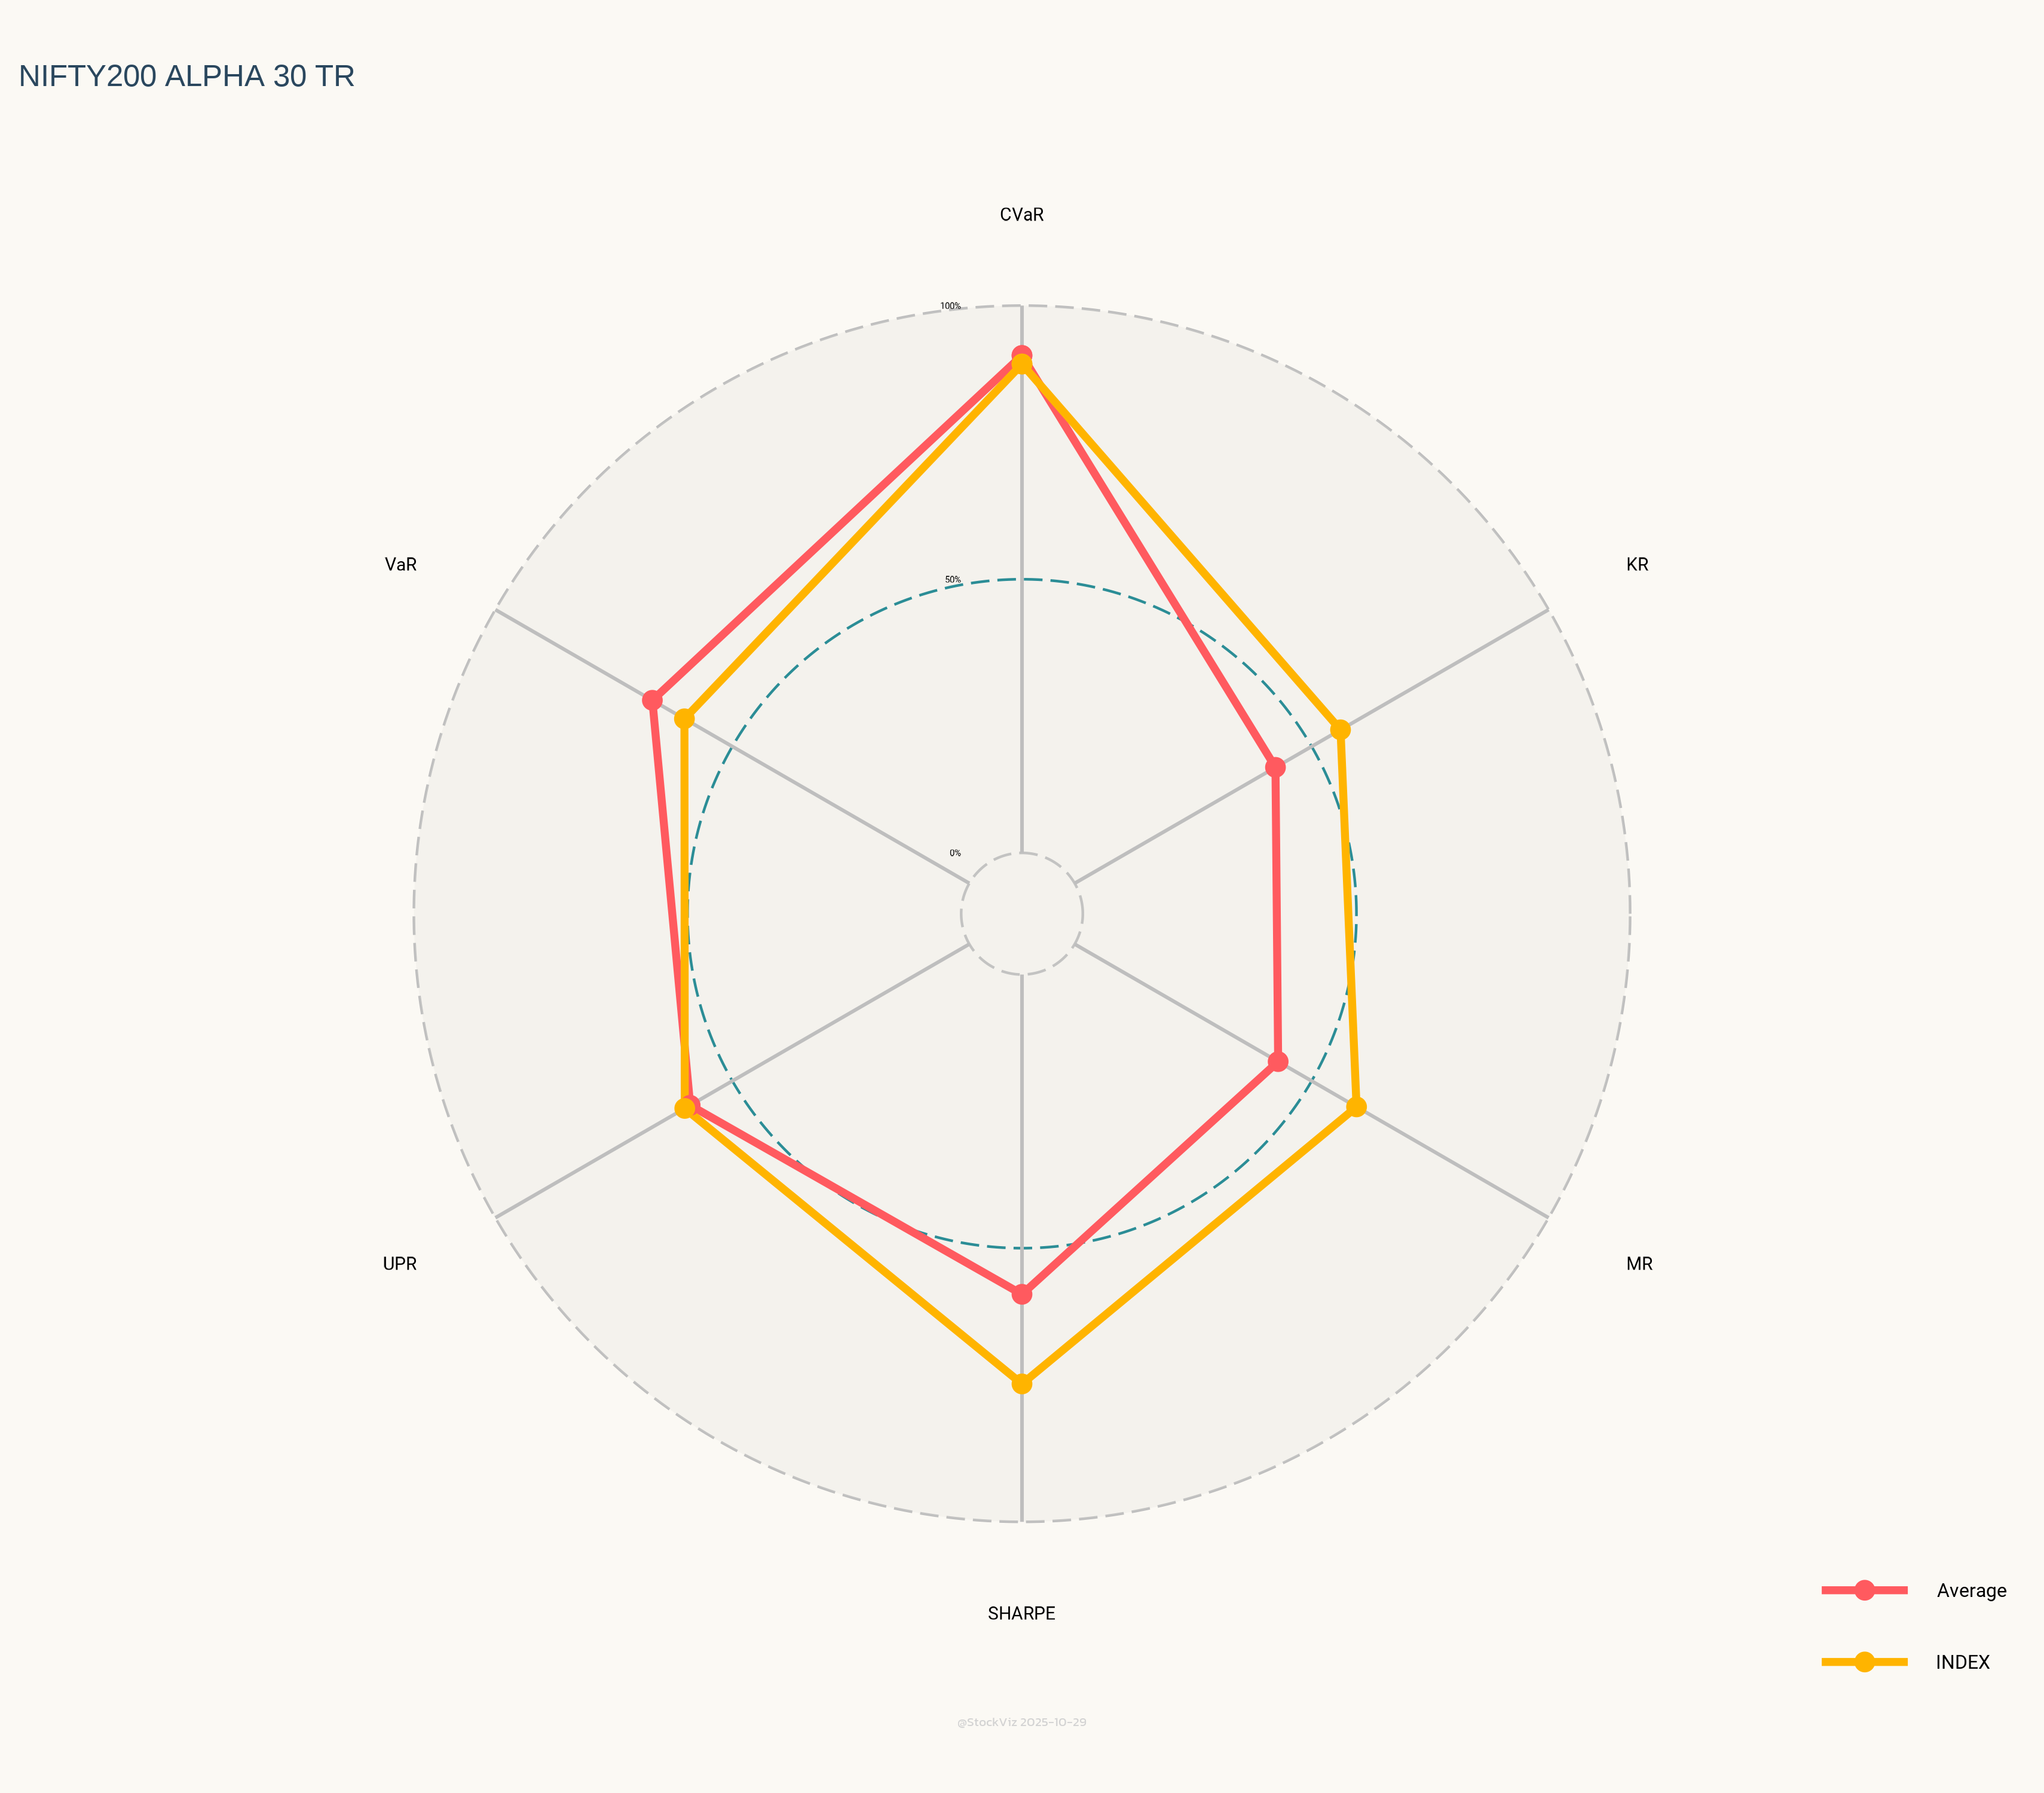 NIFTY200 ALPHA 30 TR
CVaR
100%
VaR
KR
50%
0%
UPR
MR
SHARPE
Average
INDEX
@StockViz 2025-10-29